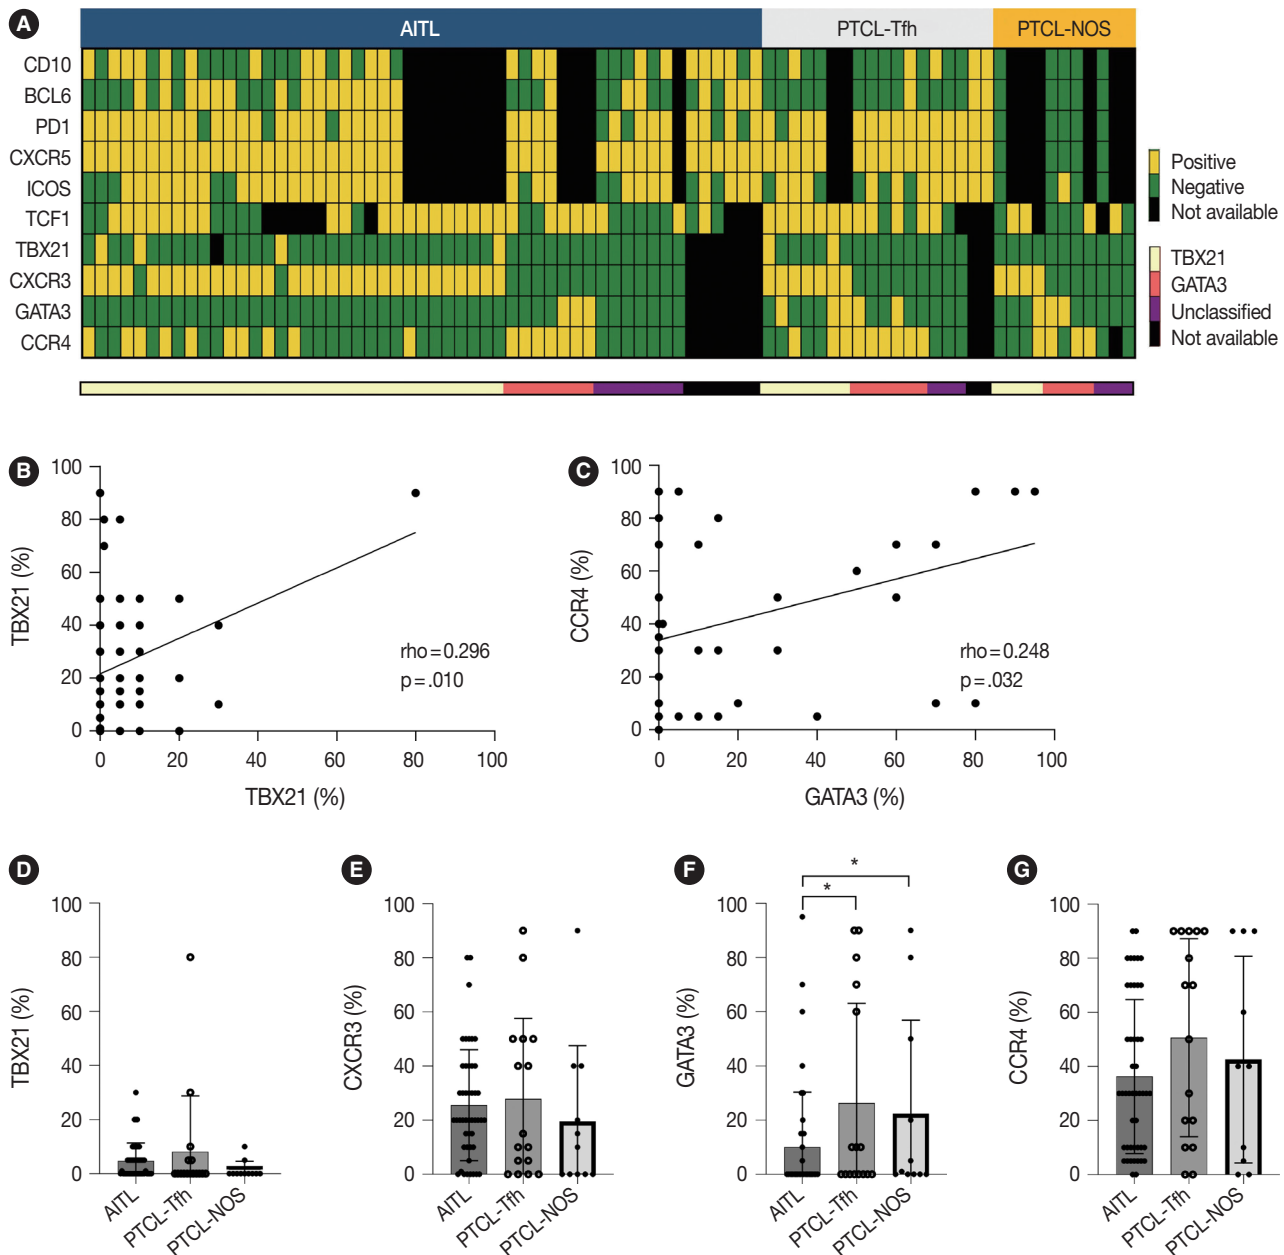 A
AITL
PTCL-Tfh
PTCL-NOS
CD10
BCL6
PD1
CXCR5
ICOS
TCF1
TBX21
CXCR3
GATA3
CCR4
Positive
Negative
Not available
TBX21
GATA3
Unclassified
Not available
B
TBX21 (%)
100
80
60
40
20
0
rho=0.296
p=.010
0 20 40 60 80 100
TBX21 (%)
C
CCR4 (%)
100
80
60
40
20
0
rho=0.248
p=.032
0 20 40 60 80 100
GATA3 (%)
D
TBX21 (%)
100
80
60
40
20
0
AITL
PTCL-Tfh
PTCL-NOS
E
CXCR3 (%)
100
80
60
40
20
0
AITL
PTCL-Tfh
PTCL-NOS
F
GATA3 (%)
100
80
60
40
20
0
*
*
AITL
PTCL-Tfh
PTCL-NOS
G
CCR4 (%)
100
80
60
40
20
0
AITL
PTCL-Tfh
PTCL-NOS